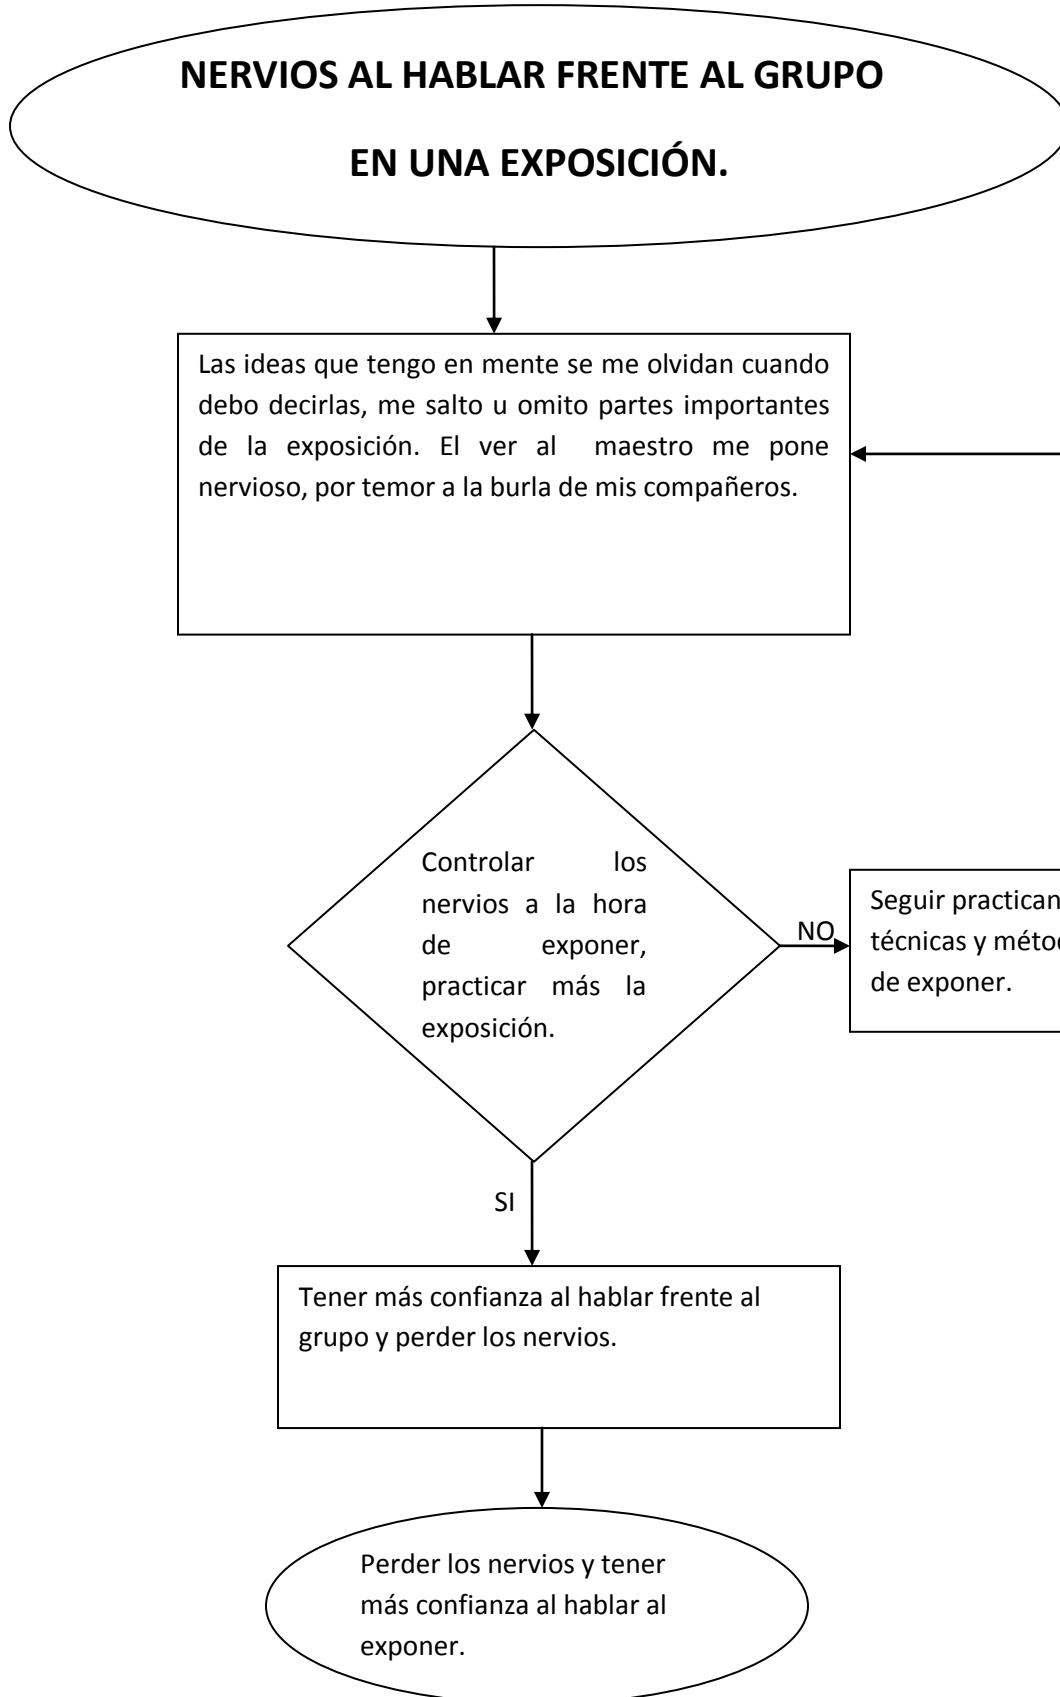 NERVIOS AL HABLAR FRENTE AL GRUPO
EN UNA EXPOSICIÓN.
Las ideas que tengo en mente se me olvidan cuando
debo decirlas, me salto u omito partes importantes
de la exposición. El ver al maestro me pone
nervioso, por temor a la burla de mis compañeros.
Controlar los
nervios a la hora
de exponer,
practicar más la
exposición.
NO
Seguir
técnicas y
de exponer.
SI
Tener más confianza al hablar frente al
grupo y perder los nervios.
Perder los nervios y tener
más confianza al hablar al
exponer.